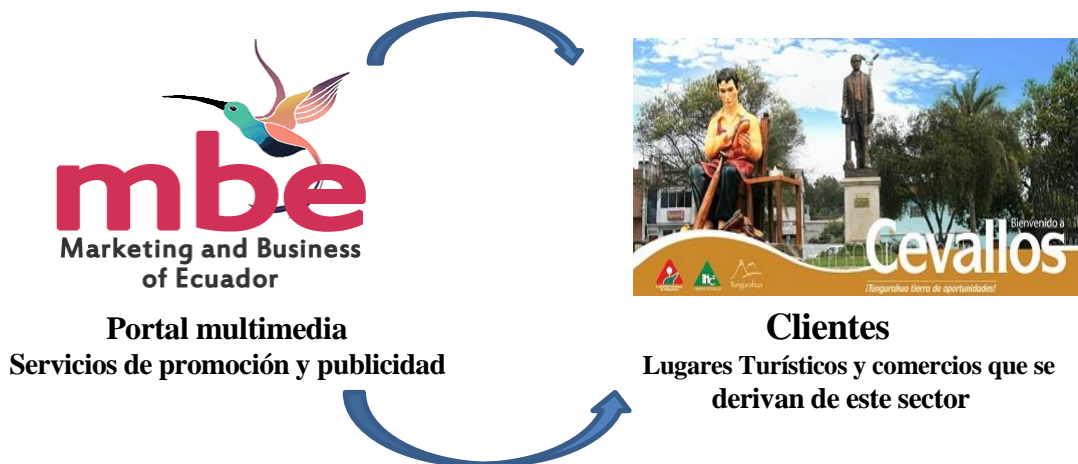 mbe
Marketing and Business
of Ecuador
Portal multimedia
Servicios de promoción y publicidad
Bienvenido a
Cevallos
Tungurahua
¡Tungurahua tierra de oportunidades!
Clientes
Lugares Turísticos y comercios que se
derivan de este sector